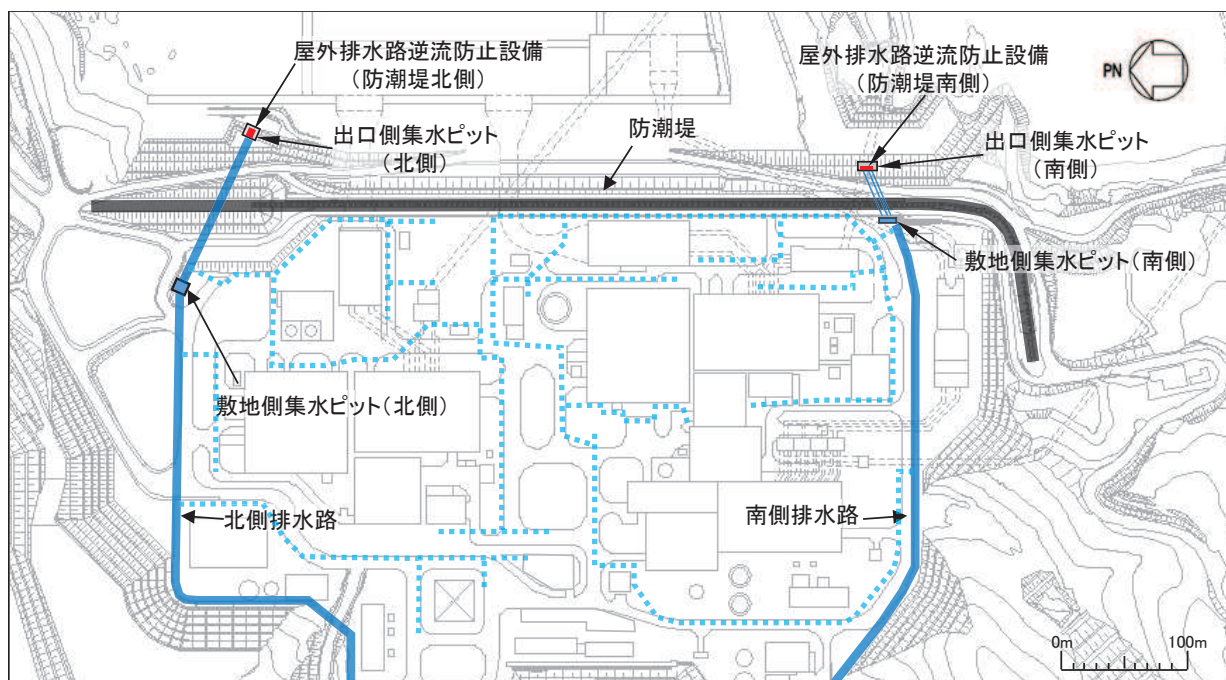 屋外排水路逆流防止設備
（防潮堤北側）
屋外排水路逆流防止設備
（防潮堤南側）
PN
出口側集水ピット
（北側）
防潮堤
出口側集水ピット
（南側）
敷地側集水ピット（南側）
敷地側集水ピット（北側）
北側排水路
南側排水路
0m
100m